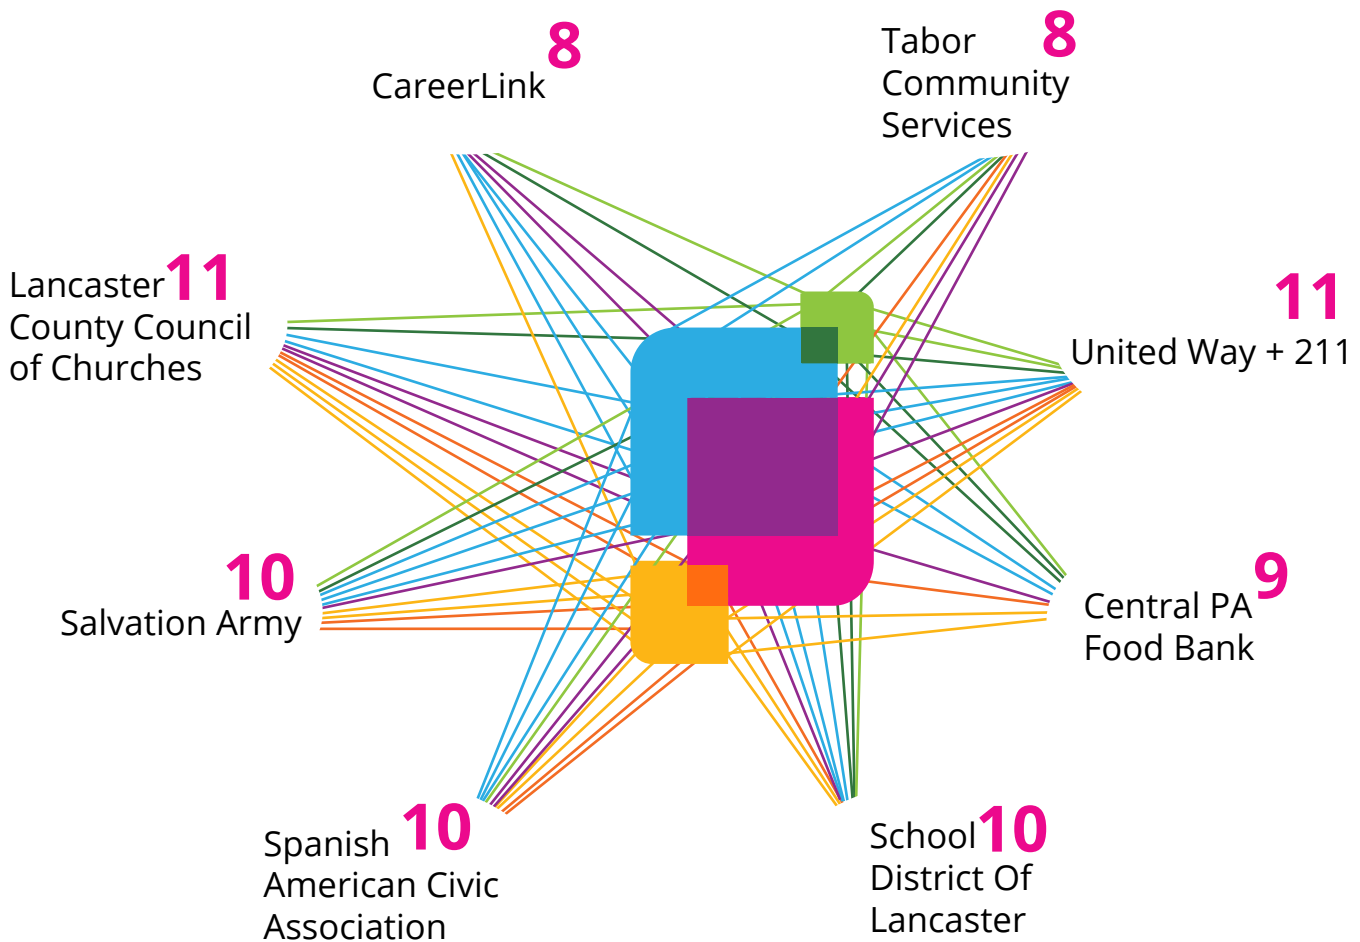 8
CareerLink
8
Tabor
Community
Services
11
Lancaster
County Council
of Churches
11
United Way + 211
10
Salvation Army
9
Central PA
Food Bank
10
Spanish
American Civic
Association
10
School
District Of
Lancaster